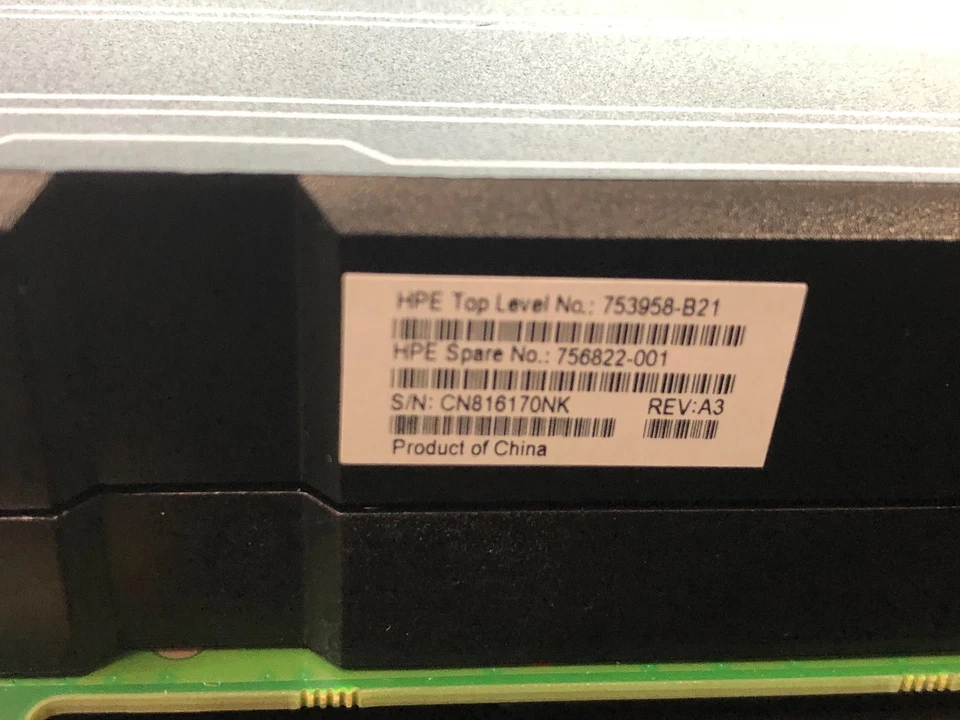 HPE Top Level No.: 753958-B21
HPE Spare No.: 756822-001
S/N: CN816170NK REV:A3
Product of China